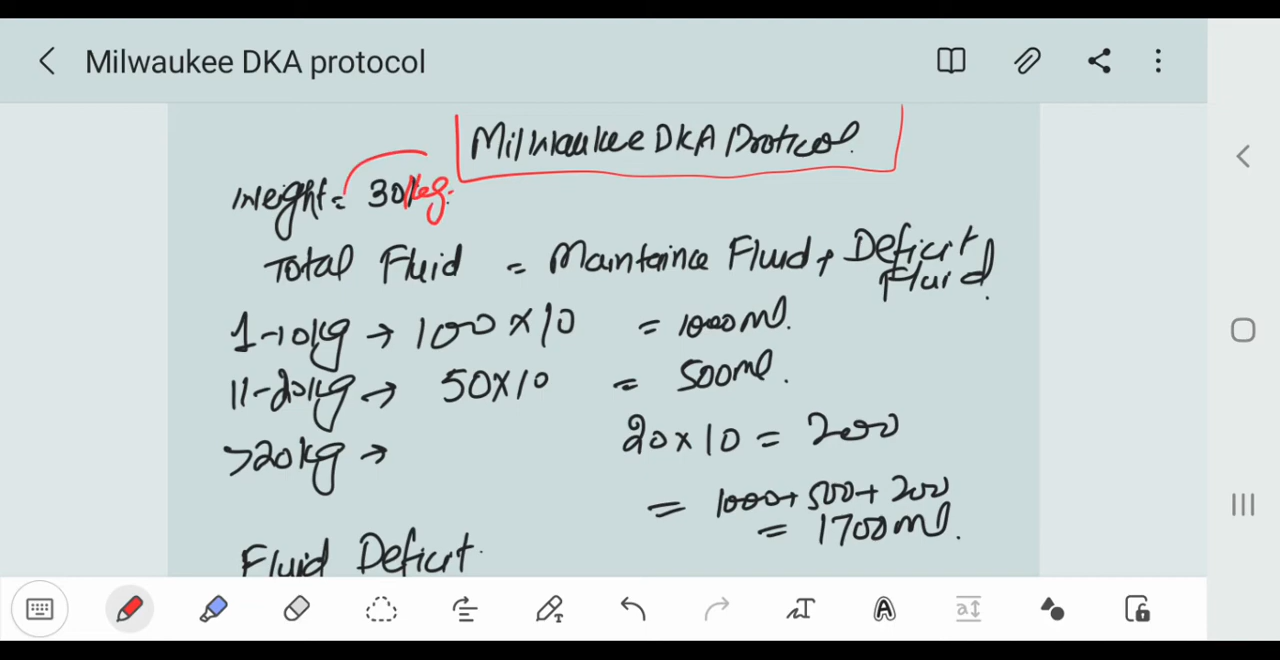 Milwaukee DKA protocol
Milwaukee DKA Protocol.
Weight = 30kg.
Total Fluid = Maintaince Fluid + Deficit Fluid.
1-10kg → 100 × 10 = 1000ml.
11-20kg → 50 × 10 = 500ml.
>20kg → 20 × 10 = 200
= 1000 + 500 + 200
= 1700ml.
Fluid Deficit.